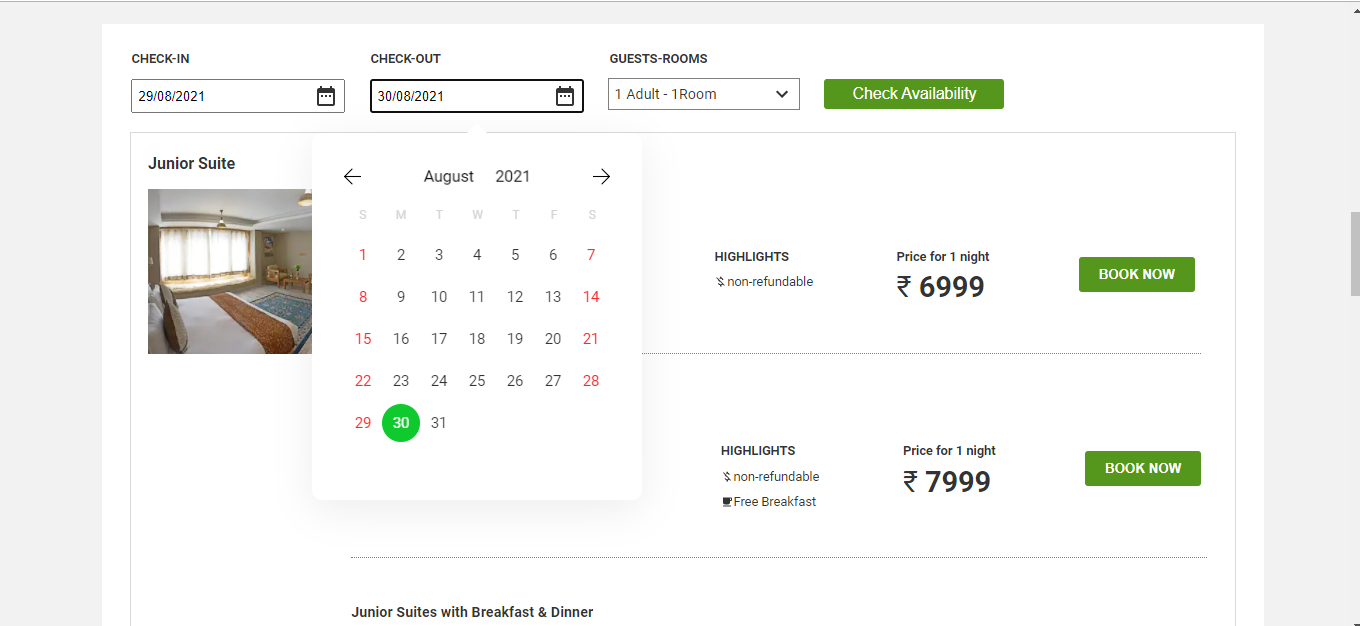 CHECK-IN
CHECK-OUT
GUESTS-ROOMS
29/08/2021
30/08/2021
1 Adult - 1Room
Check Availability
Junior Suite
August 2021
S M T W T F S
1 2 3 4 5 6 7
8 9 10 11 12 13 14
15 16 17 18 19 20 21
22 23 24 25 26 27 28
29 30 31
HIGHLIGHTS
non-refundable
Price for 1 night
₹ 6999
BOOK NOW
HIGHLIGHTS
non-refundable
Free Breakfast
Price for 1 night
₹ 7999
BOOK NOW
Junior Suites with Breakfast & Dinner